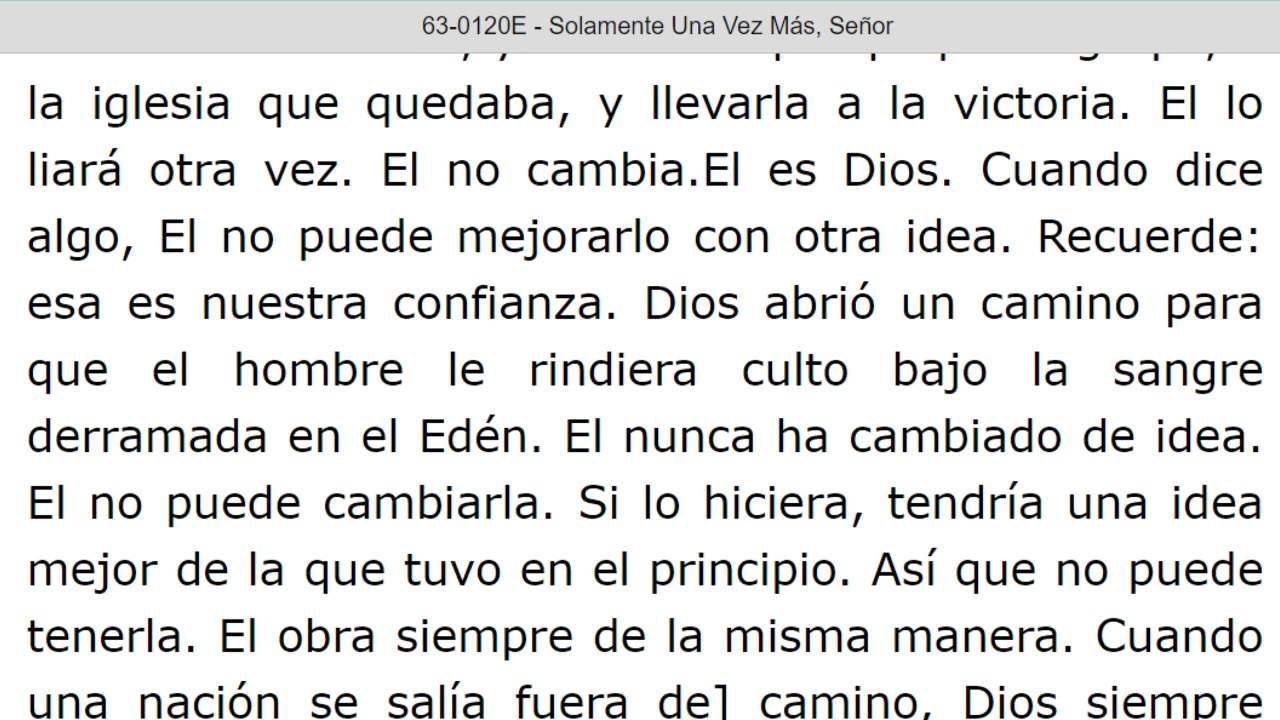 63-0120E - Solamente Una Vez Más, Señor
la iglesia que quedaba, y llevarla a la victoria. El lo
liará otra vez. El no cambia.El es Dios. Cuando dice
algo, El no puede mejorarlo con otra idea. Recuerde:
esa es nuestra confianza. Dios abrió un camino para
que el hombre le rindiera culto bajo la sangre
derramada en el Edén. El nunca ha cambiado de idea.
El no puede cambiarla. Si lo hiciera, tendría una idea
mejor de la que tuvo en el principio. Así que no puede
tenerla. El obra siempre de la misma manera. Cuando
una nación se salía fuera de] camino, Dios siempre